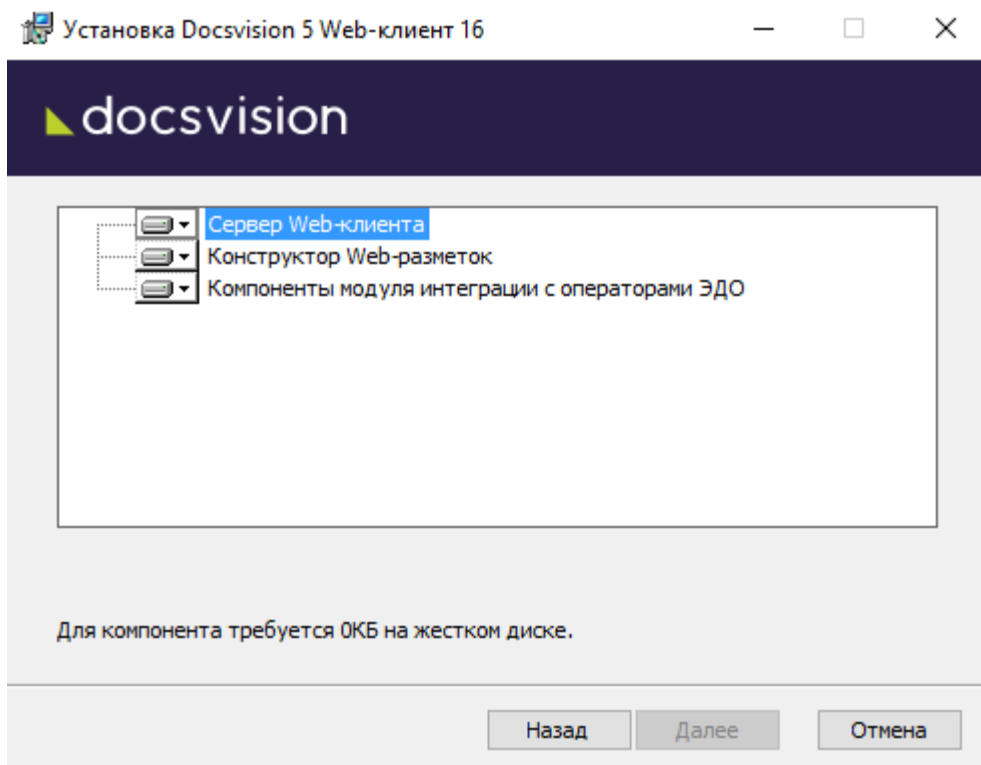 Установка Docsvision 5 Web-клиент 16
docsvision
Сервер Web-клиента
Конструктор Web-разметок
Компоненты модуля интеграции с операторами ЭДО
Для компонента требуется 0КБ на жестком диске.
Назад Далее Отмена